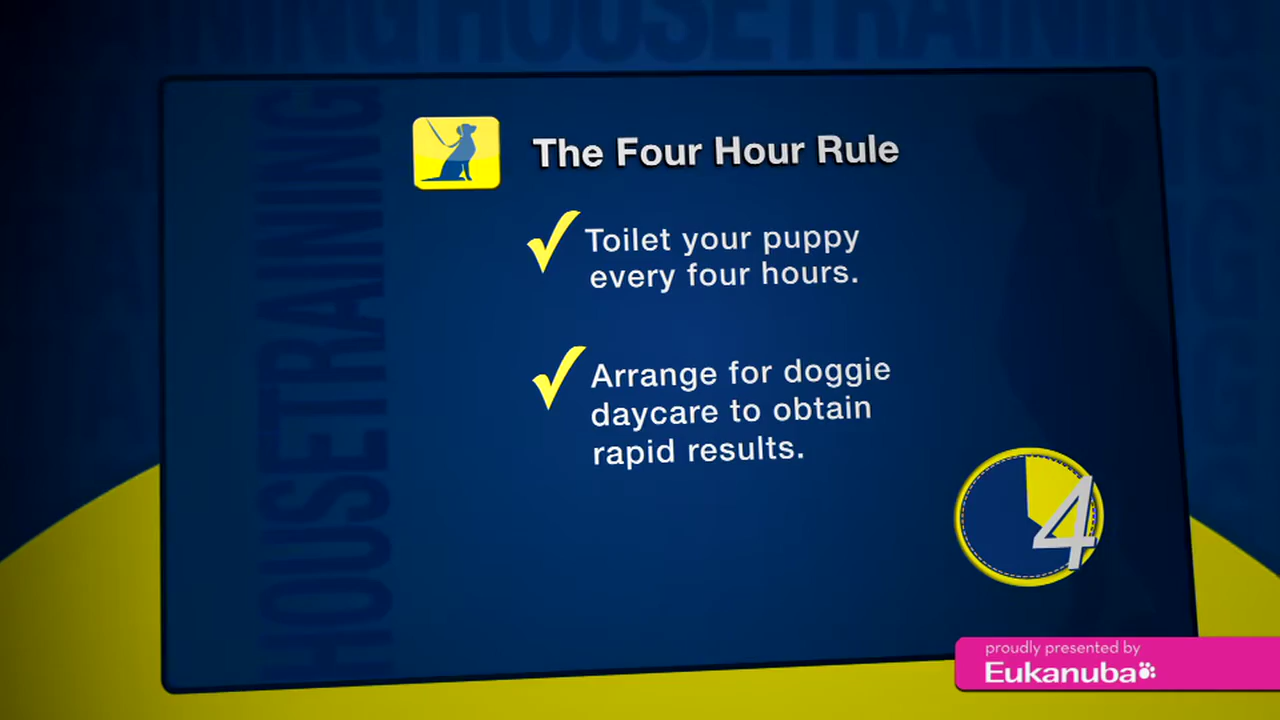 HOUSETRAINING
HOUSETRAINING
The Four Hour Rule
Toilet your puppy
every four hours.
Arrange for doggie
daycare to obtain
rapid results.
4
proudly presented by
Eukanuba